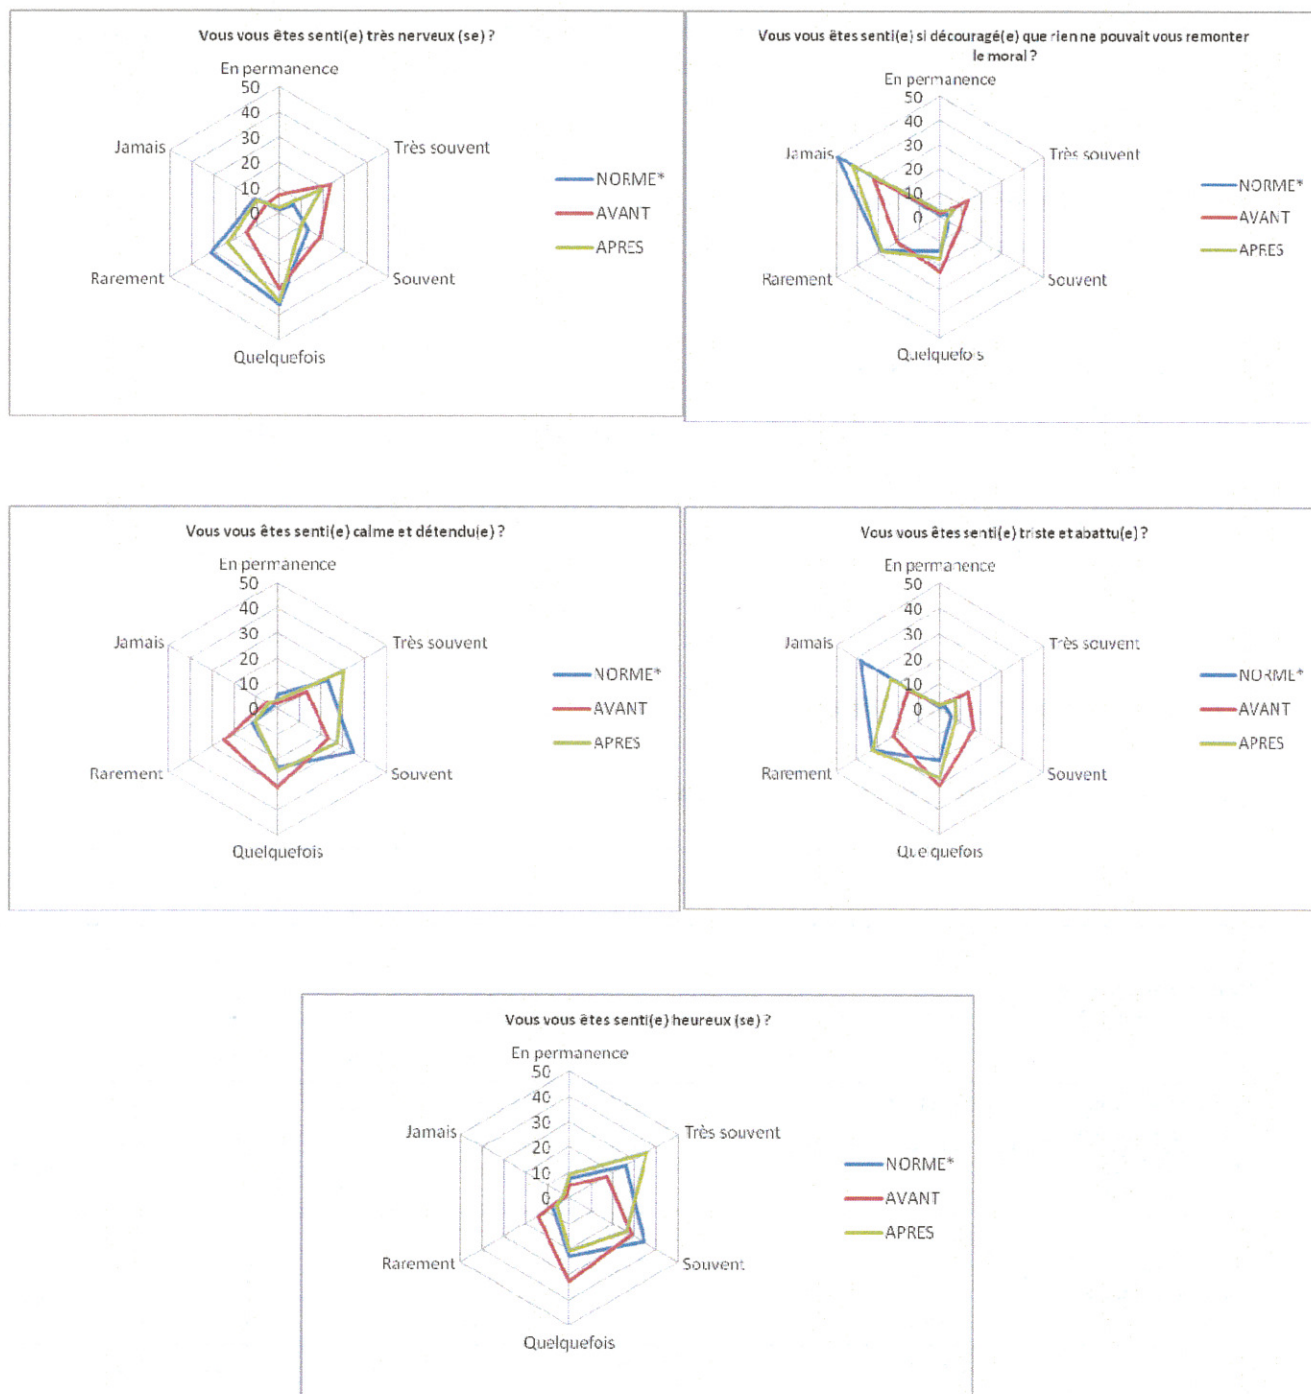 Vous vous êtes senti(e) très nerveux (se) ?
En permanence
50
40
30
20
10
0
Jamais
Très souvent
Rarement
Souvent
Quelquefois
NORME*
AVANT
APRES
Vous vous êtes senti(e) si découragé(e) que rien ne pouvait vous remonter
le moral ?
En permanence
50
40
30
20
10
0
Jamais
Très souvent
Rarement
Souvent
Quelquefois
NORME*
AVANT
APRES
Vous vous êtes senti(e) calme et détendu(e) ?
En permanence
50
40
30
20
10
0
Jamais
Très souvent
Rarement
Souvent
Quelquefois
NORME*
AVANT
APRES
Vous vous êtes senti(e) triste et abattu(e) ?
En permanence
50
40
30
20
10
0
Jamais
Très souvent
Rarement
Souvent
Quelquefois
NORME*
AVANT
APRES
Vous vous êtes senti(e) heureux (se) ?
En permanence
50
40
30
20
10
0
Jamais
Très souvent
Rarement
Souvent
Quelquefois
NORME*
AVANT
APRES